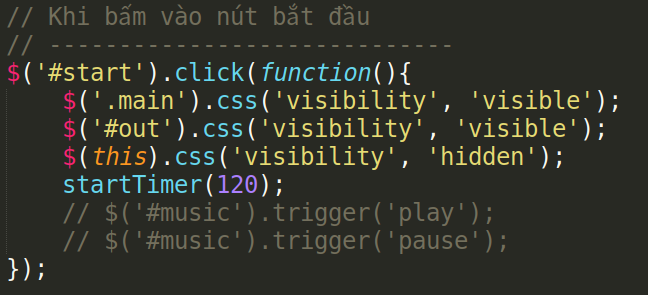 // Khi bấm vào nút bắt đầu
// -----------------------------
$('#start').click(function(){
    $('.main').css('visibility', 'visible');
    $('#out').css('visibility', 'visible');
    $(this).css('visibility', 'hidden');
    startTimer(120);
    // $('#music').trigger('play');
    // $('#music').trigger('pause');
});